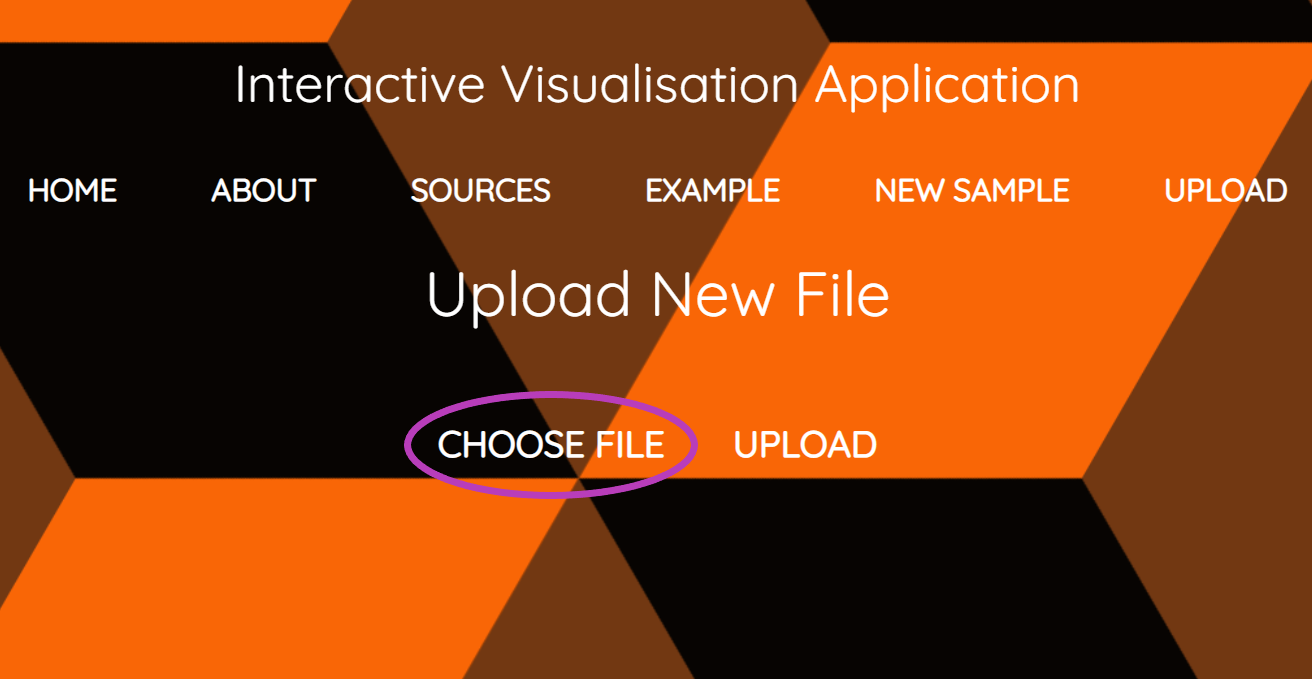 Interactive Visualisation Application
HOME ABOUT SOURCES EXAMPLE NEW SAMPLE UPLOAD
Upload New File
CHOOSE FILE UPLOAD